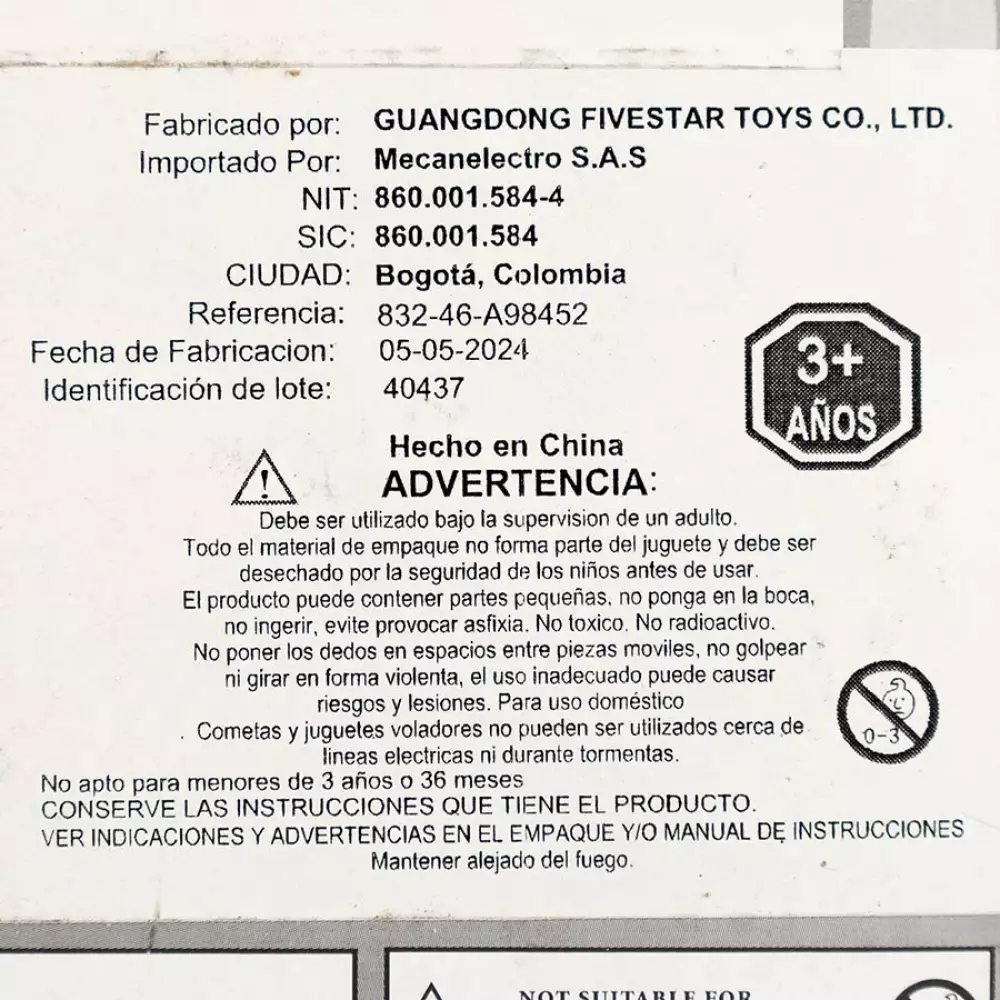 Fabricado por: GUANGDONG FIVESTAR TOYS CO., LTD.
Importado Por: Mecanelectro S.A.S
NIT: 860.001.584-4
SIC: 860.001.584
CIUDAD: Bogotá, Colombia
Referencia: 832-46-A98452
Fecha de Fabricacion: 05-05-2024
Identificación de lote: 40437
3+
AÑOS
Hecho en China
ADVERTENCIA:
Debe ser utilizado bajo la supervision de un adulto.
Todo el material de empaque no forma parte del juguete y debe ser
desechado por la seguridad de los niños antes de usar.
El producto puede contener partes pequeñas, no ponga en la boca,
no ingerir, evite provocar asfixia. No toxico. No radioactivo.
No poner los dedos en espacios entre piezas moviles, no golpear
ni girar en forma violenta, el uso inadecuado puede causar
riesgos y lesiones. Para uso doméstico
. Cometas y juguetes voladores no pueden ser utilizados cerca de
lineas electricas ni durante tormentas.
0-3
No apto para menores de 3 años o 36 meses
CONSERVE LAS INSTRUCCIONES QUE TIENE EL PRODUCTO.
VER INDICACIONES Y ADVERTENCIAS EN EL EMPAQUE Y/O MANUAL DE INSTRUCCIONES
Mantener alejado del fuego.
NOT SUITABLE FOR